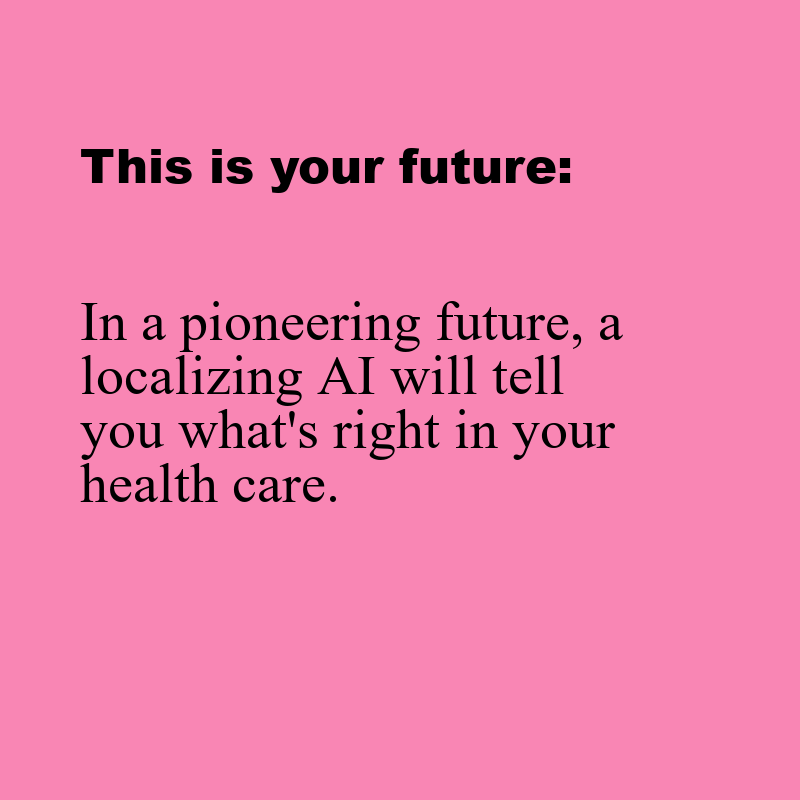 This is your future:
In a pioneering future, a
localizing AI will tell
you what's right in your
health care.